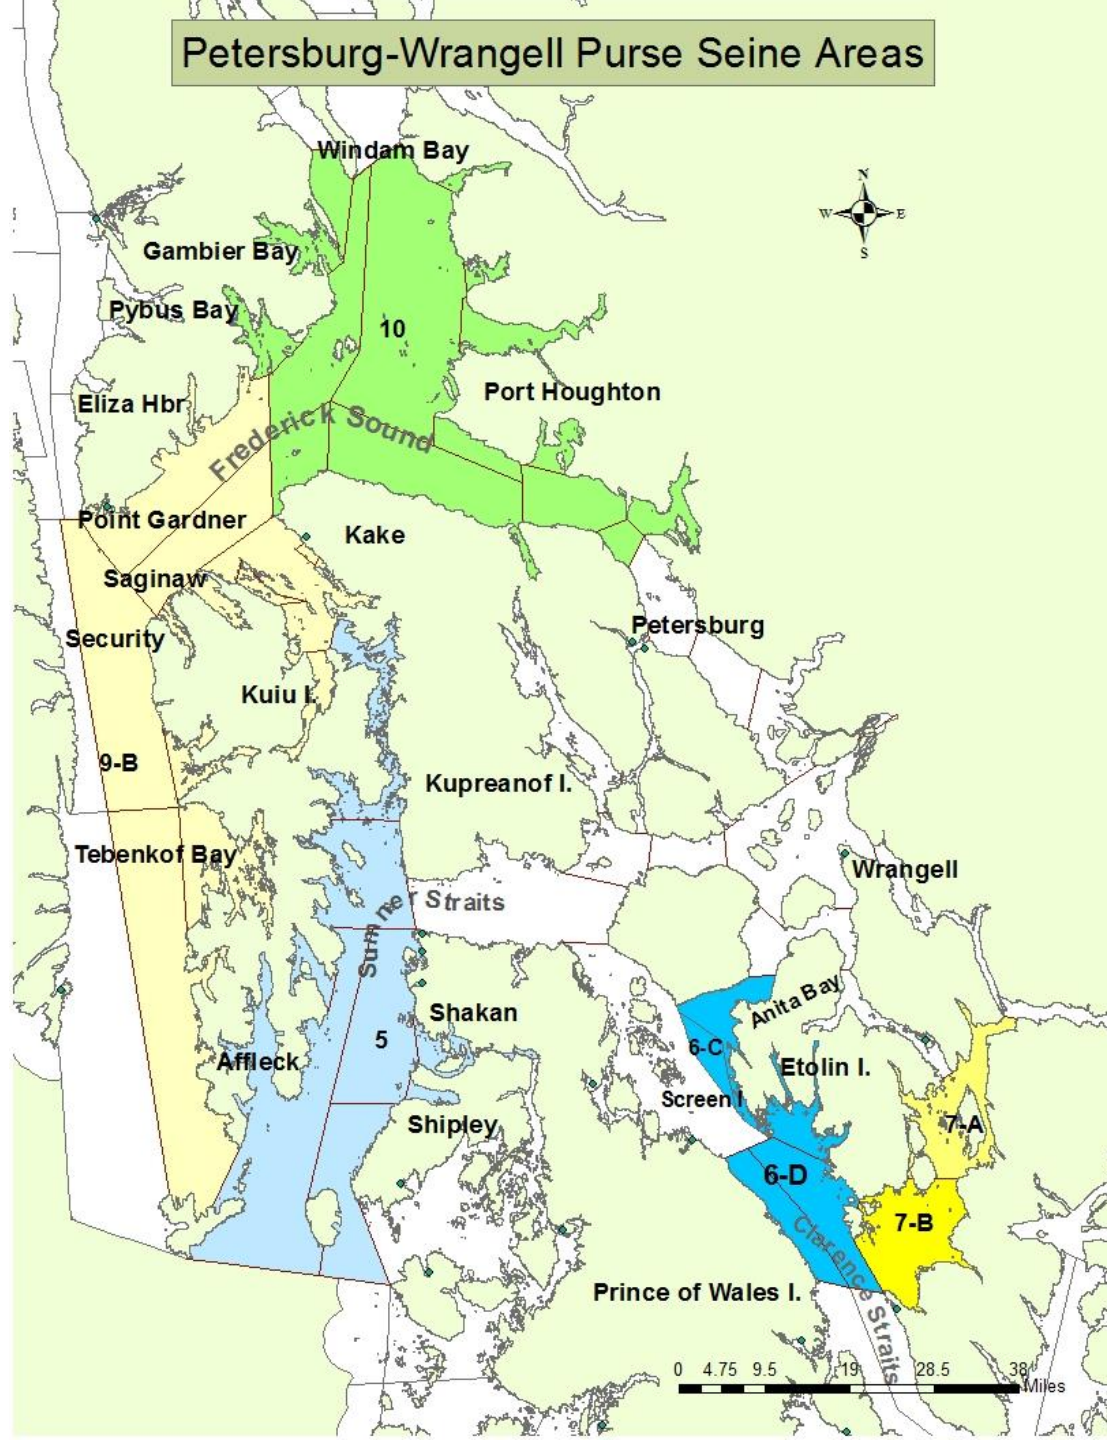 Petersburg-Wrangell Purse Seine Areas
Windam Bay
N
W E
S
Gambier Bay
Pybus Bay
10
Port Houghton
Eliza Hbr
Frederick Sound
Point Gardner
Kake
Saginaw
Petersburg
Security
Kuiu I.
9-B
Kupreanof I.
Tebenkof Bay
Wrangell
Sumner Straits
Anita Bay
Shakan
5
6-C
Affleck
Etolin I.
Screen I
Shipley
7-A
6-D
7-B
Clarence Straits
Prince of Wales I.
0 4.75 9.5 19 28.5 38
Miles